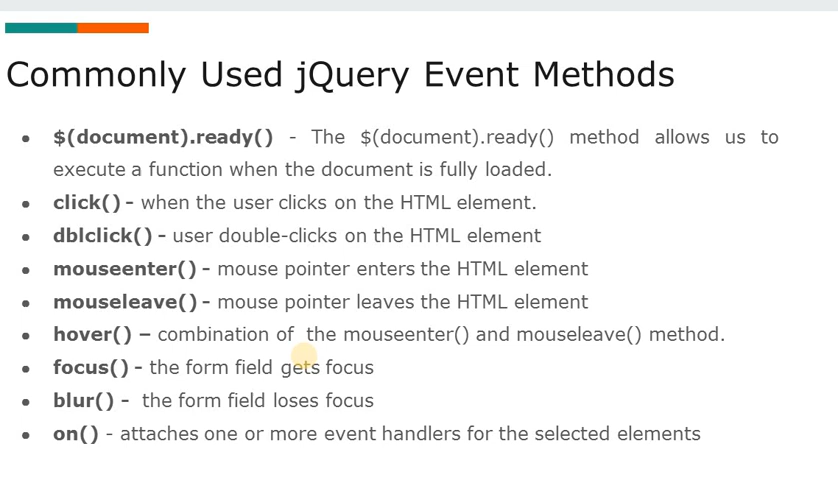 Commonly Used jQuery Event Methods
• $(document).ready() - The $(document).ready() method allows us to
execute a function when the document is fully loaded.
• click() - when the user clicks on the HTML element.
• dblclick() - user double-clicks on the HTML element
• mouseenter() - mouse pointer enters the HTML element
• mouseleave() - mouse pointer leaves the HTML element
• hover() – combination of the mouseenter() and mouseleave() method.
• focus() - the form field gets focus
• blur() - the form field loses focus
• on() - attaches one or more event handlers for the selected elements